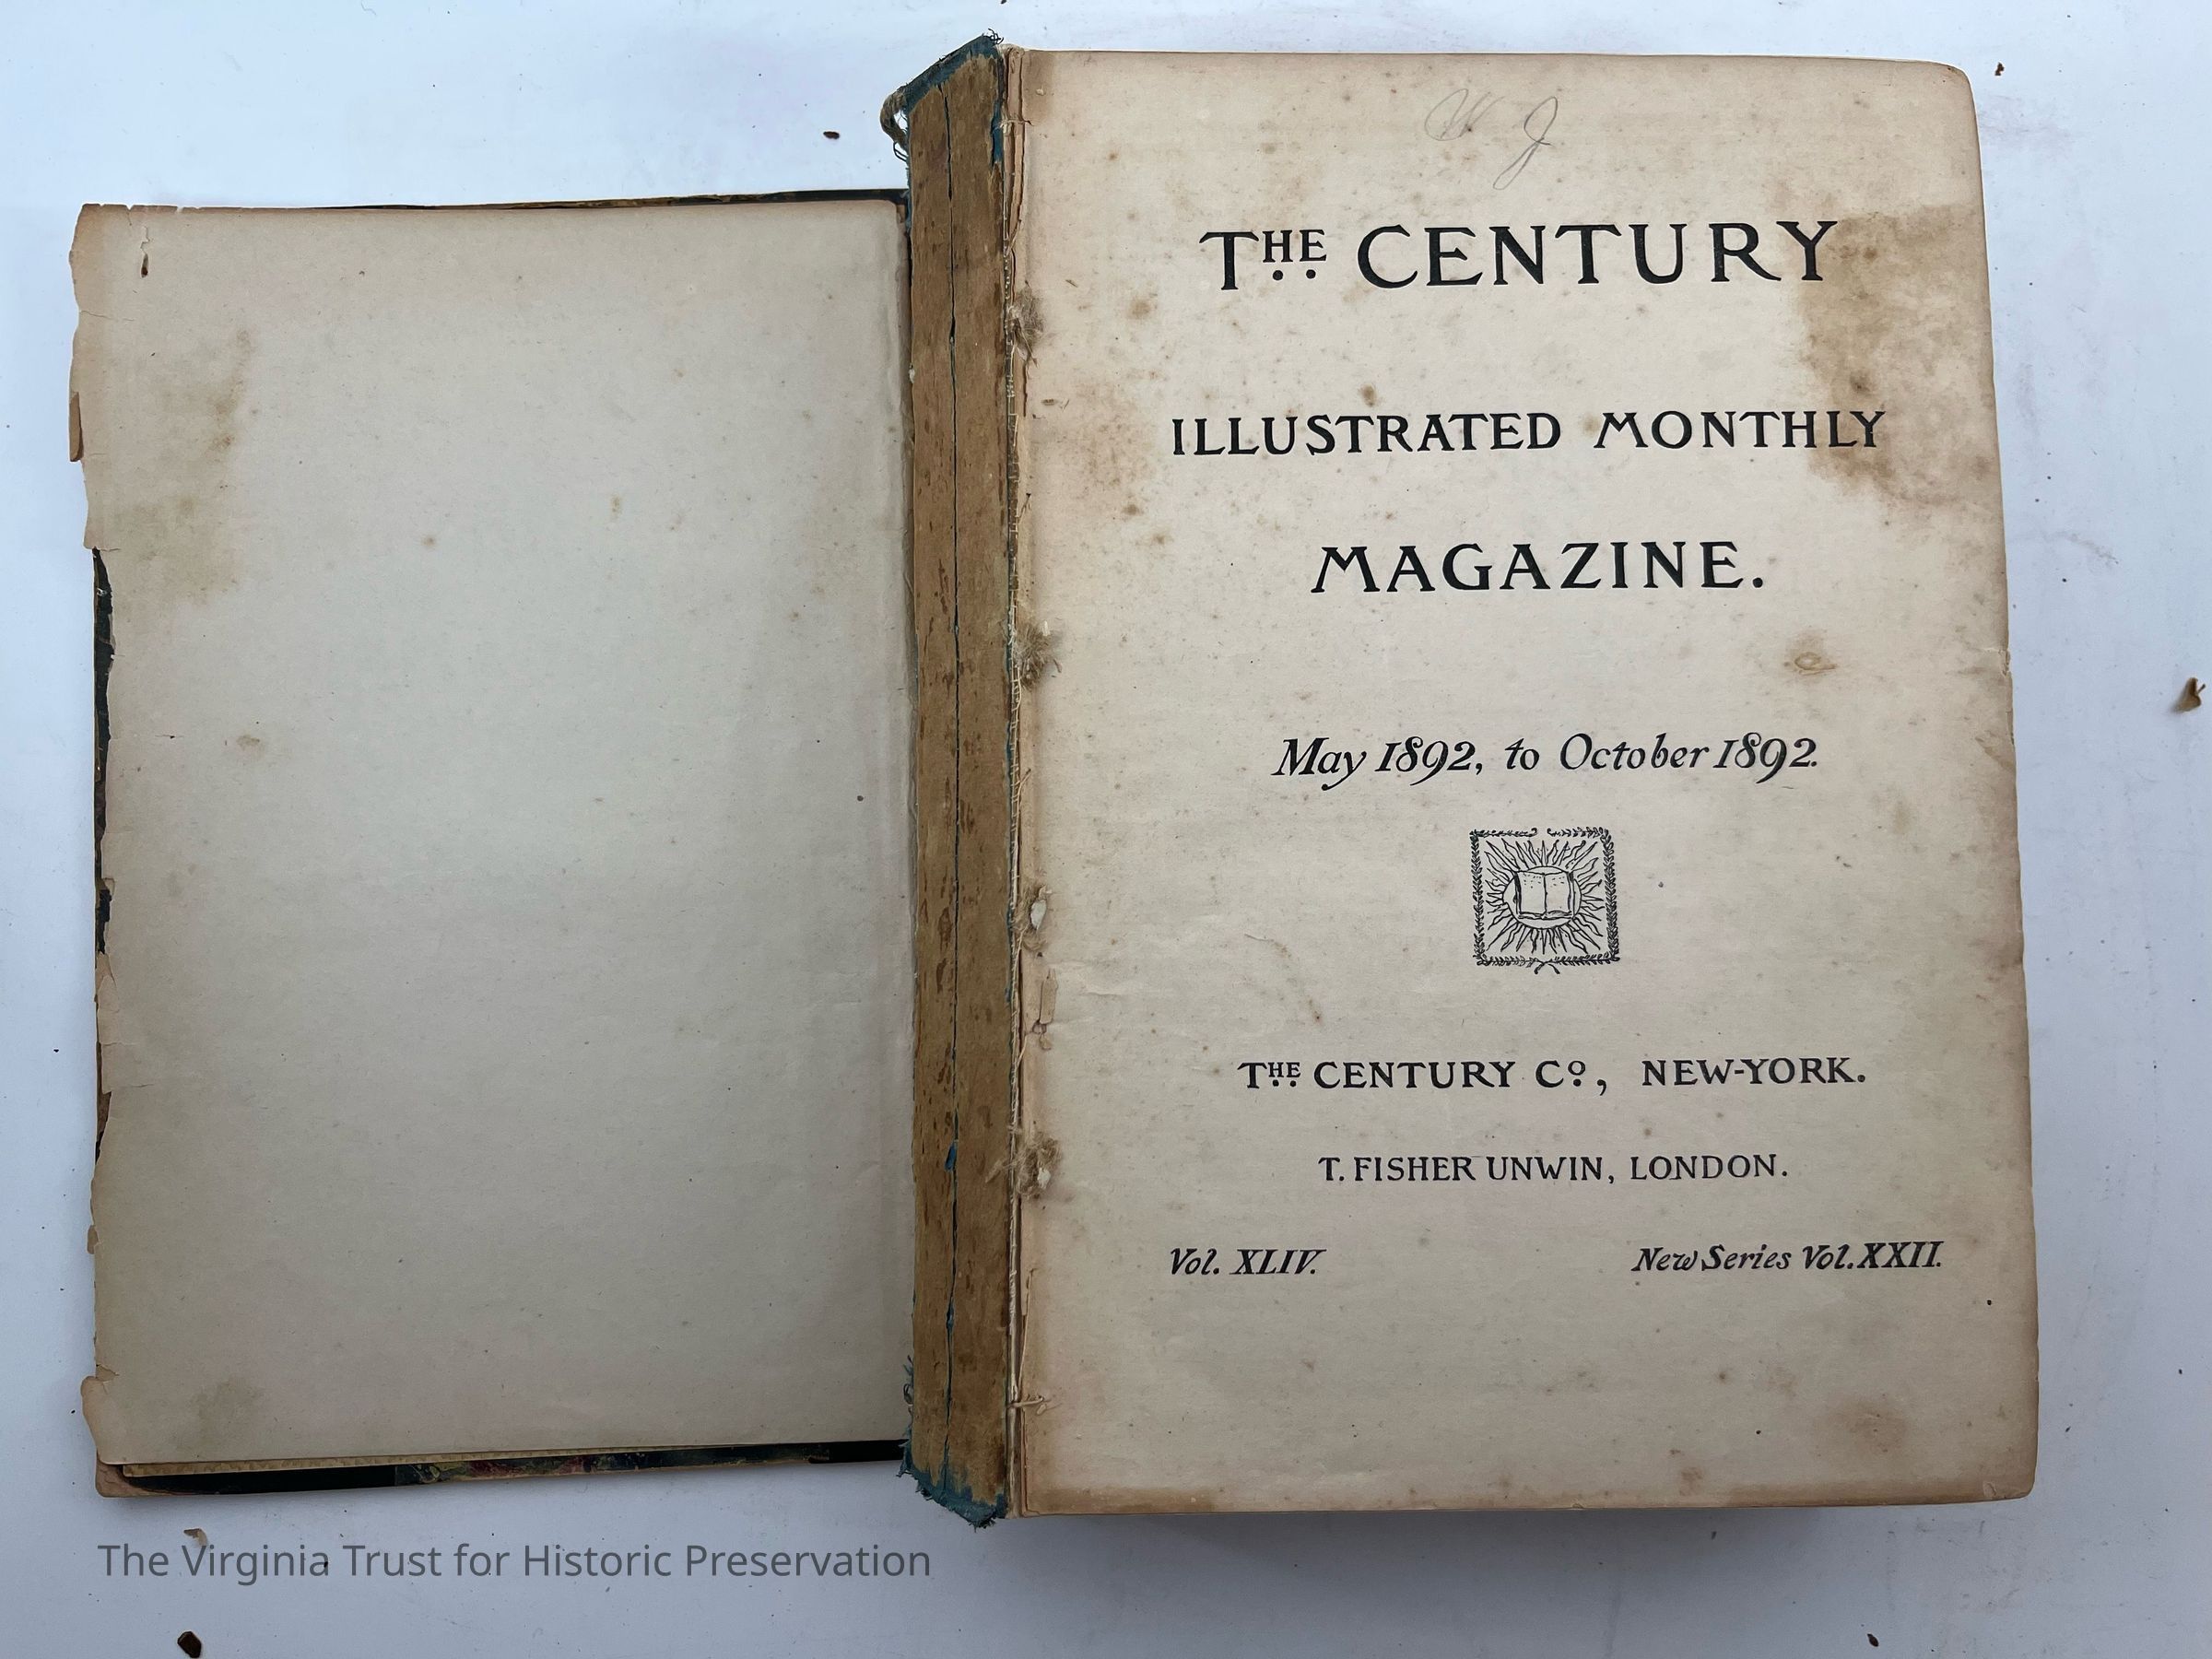 W J
THE CENTURY
ILLUSTRATED MONTHLY
MAGAZINE.
May 1892, to October 1892.
THE CENTURY Co, NEW-YORK.
T. FISHER UNWIN, LONDON.
Vol. XLIV. New Series Vol. XXII.
The Virginia Trust for Historic Preservation